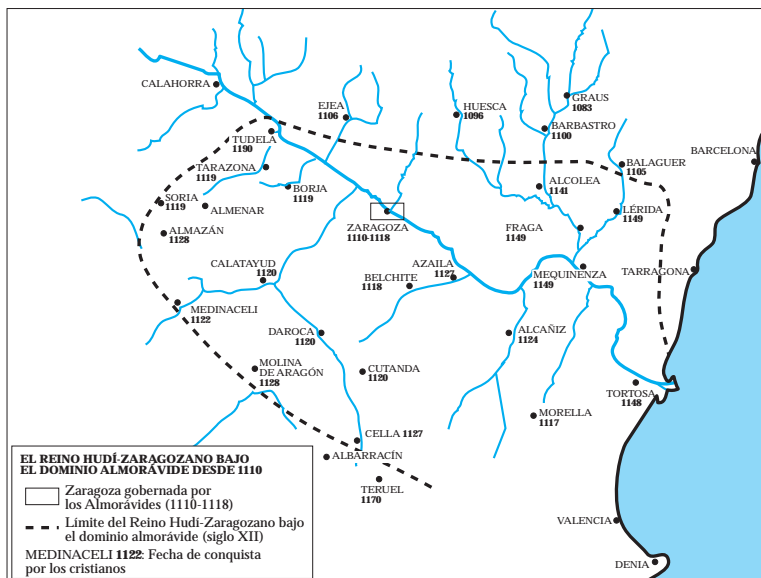 CALAHORRA
EJEA
1106
HUESCA
1096
GRAUS
1083
BARBASTRO
1100
TUDELA
1190
BARCELONA
TARAZONA
1119
BALAGUER
1105
BORJA
1119
ALCOLEA
1141
SORIA
1119
ALMENAR
LÉRIDA
1149
ALMAZÁN
1128
ZARAGOZA
1110-1118
FRAGA
1149
CALATAYUD
1120
AZAILA
1127
BELCHITE
1118
MEQUINENZA
1149
TARRAGONA
MEDINACELI
1122
DAROCA
1120
ALCAÑIZ
1124
MOLINA
DE ARAGÓN
1128
CUTANDA
1120
TORTOSA
1148
MORELLA
1117
CELLA 1127
ALBARRACÍN
TERUEL
1170
VALENCIA
DENIA
EL REINO HUDÍ-ZARAGOZANO BAJO
EL DOMINIO ALMORÁVIDE DESDE 1110
Zaragoza gobernada por
los Almorávides (1110-1118)
Límite del Reino Hudí-Zaragozano bajo
el dominio almorávide (siglo XII)
MEDINACELI 1122: Fecha de conquista
por los cristianos